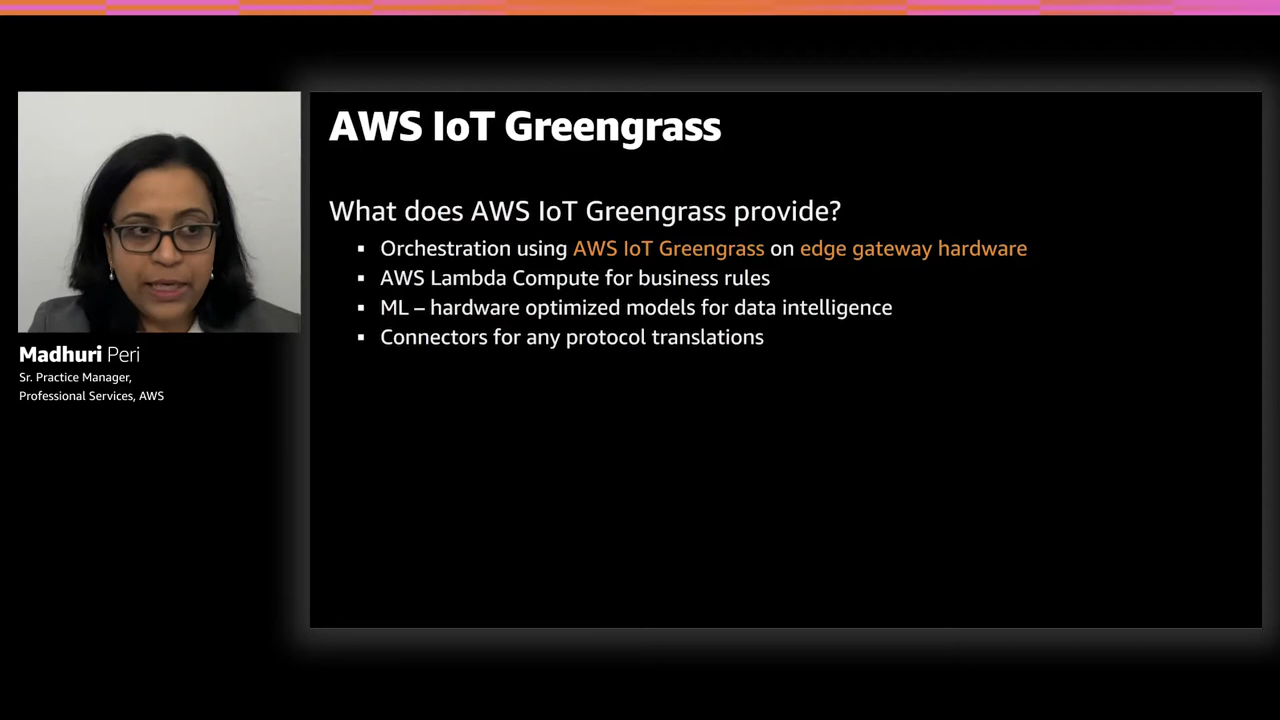 AWS IoT Greengrass
What does AWS IoT Greengrass provide?
▪ Orchestration using AWS IoT Greengrass on edge gateway hardware
▪ AWS Lambda Compute for business rules
▪ ML – hardware optimized models for data intelligence
▪ Connectors for any protocol translations
Madhuri Peri
Sr. Practice Manager,
Professional Services, AWS